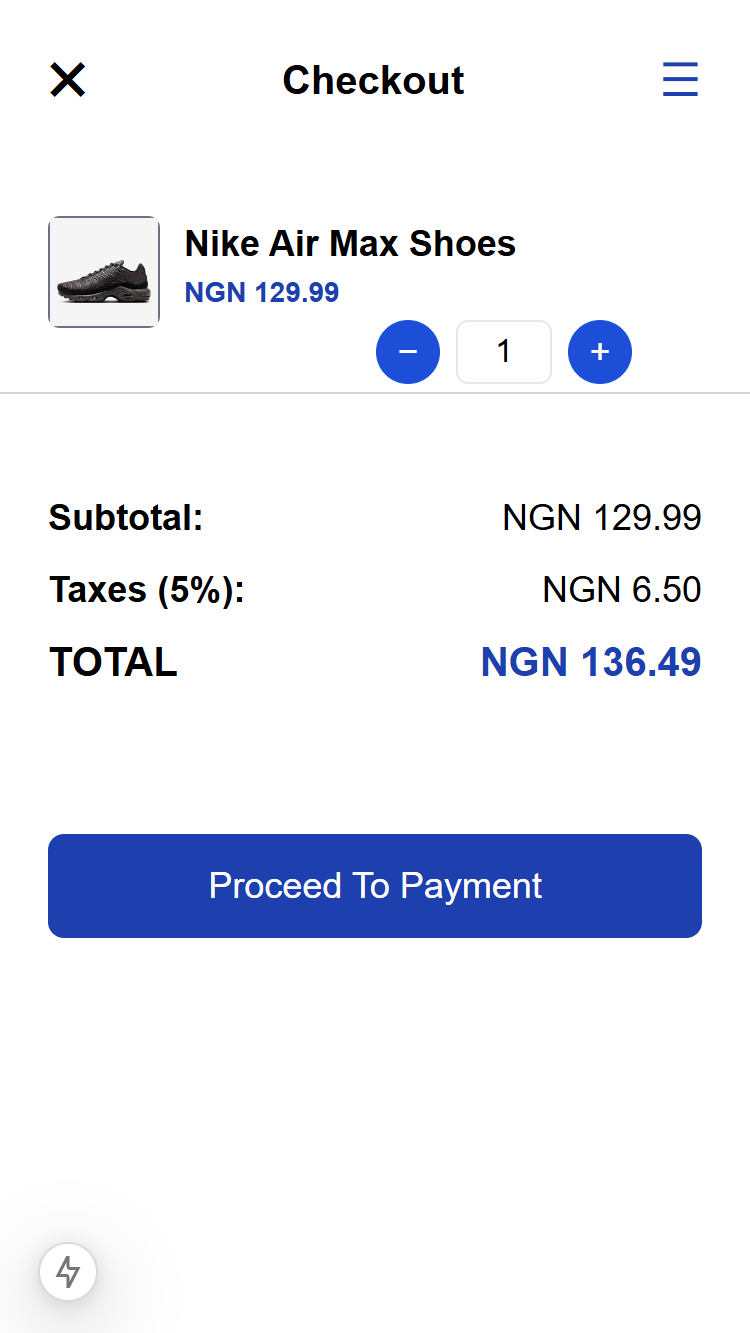 Checkout
Nike Air Max Shoes
NGN 129.99
− 1 +
Subtotal: NGN 129.99
Taxes (5%): NGN 6.50
TOTAL NGN 136.49
Proceed To Payment